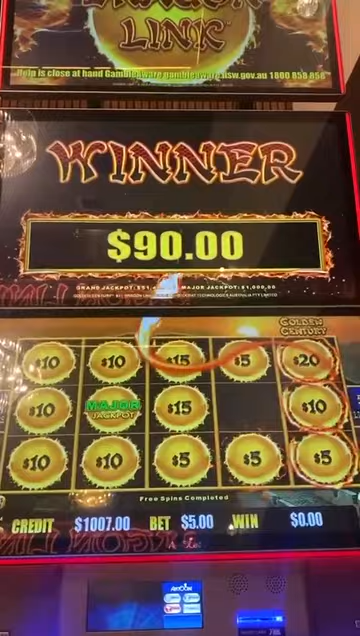 DRAGON
LINK
Help is close at hand GambleAware gambleaware.nsw.gov.au 1800 858 858
WINNER
$90.00
GRAND JACKPOT: MAJOR JACKPOT: $1,000.00
GOLDEN
CENTURY
$10 $10 $15 $5 $20
$10 MAJOR JACKPOT $15 $10
$10 $10 $5 $5 $5
Free Spins Completed
CREDIT $1007.00 BET $5.00 WIN $0.00